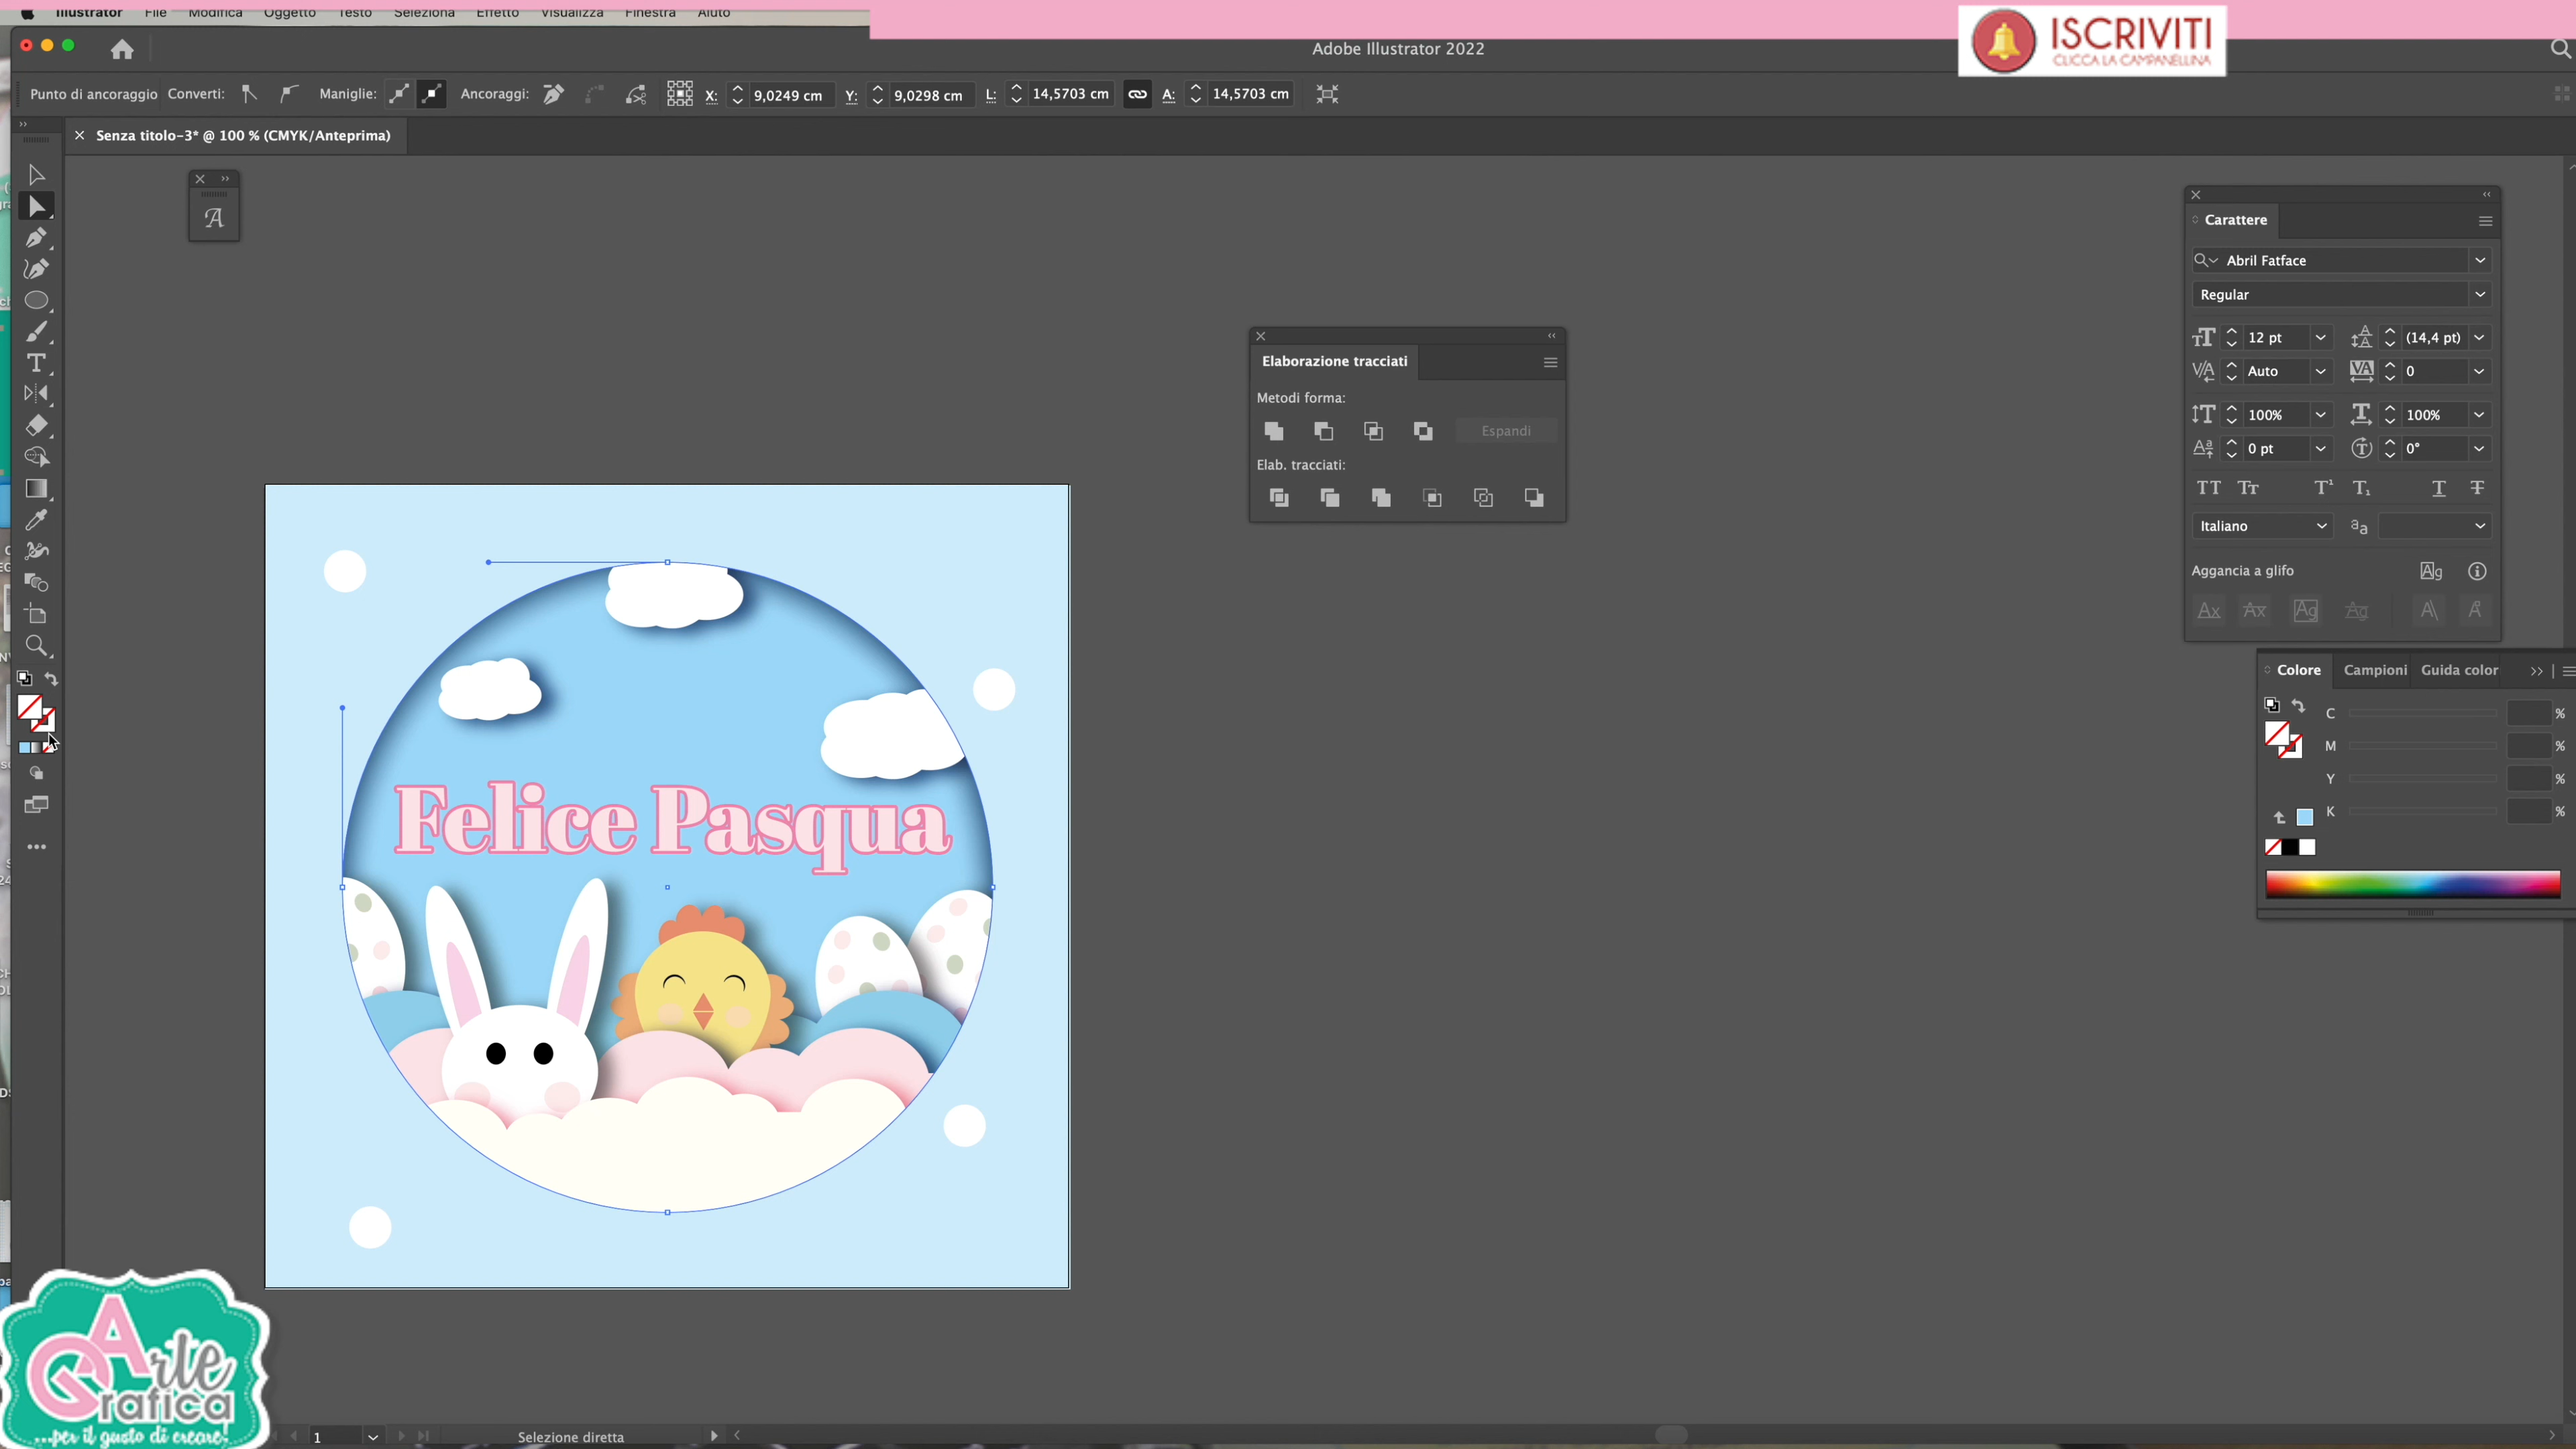 Illustrator File Modifica Oggetto Testo Seleziona Effetto Visualizza Finestra Aiuto
ISCRIVITI
CLICCA LA CAMPANELLINA
Adobe Illustrator 2022
Punto di ancoraggio Converti: Maniglie: Ancoraggi: X: 9,0249 cm Y: 9,0298 cm L: 14,5703 cm A: 14,5703 cm
Senza titolo-3* @ 100 % (CMYK/Anteprima)
Carattere
Abril Fatface
Regular
12 pt (14,4 pt)
Auto 0
100% 100%
0 pt 0°
Italiano
Aggancia a glifo
Elaborazione tracciati
Metodi forma:
Espandi
Elab. tracciati:
Colore Campioni Guida color
C %
M %
Y %
K %
Felice Pasqua
Arte
Grafica
...per il gusto di creare!
1
Selezione diretta